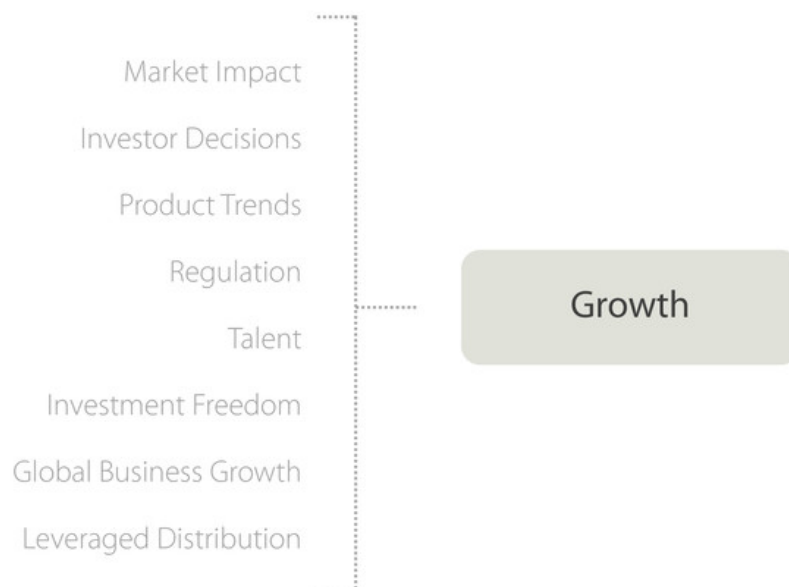 Market Impact
Investor Decisions
Product Trends
Regulation
Talent
Investment Freedom
Global Business Growth
Leveraged Distribution
Growth